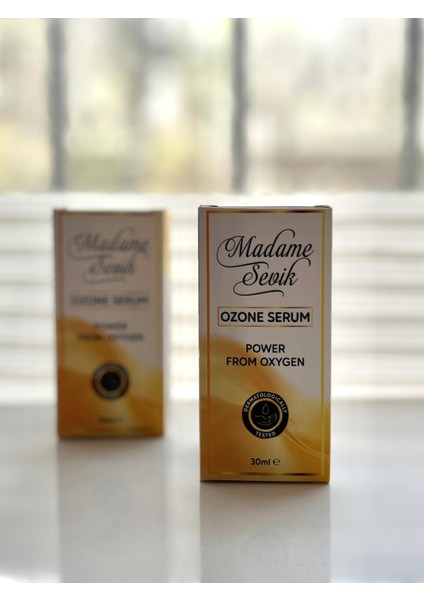 Madame
Sevik
OZONE SERUM
POWER
FROM OXYGEN
DERMATOLOGICALLY
TESTED
30ml ℮
Madame
Sevik
OZONE SERUM
POWER
FROM OXYGEN